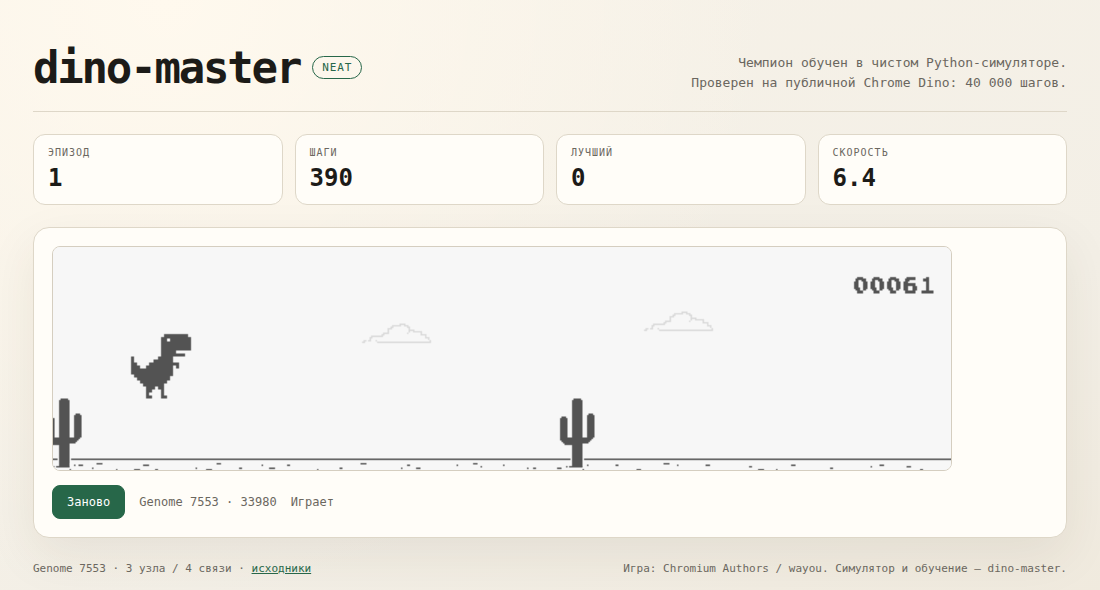 dino-master NEAT
Чемпион обучен в чистом Python-симуляторе.
Проверен на публичной Chrome Dino: 40 000 шагов.
ЭПИЗОД
1
ШАГИ
390
ЛУЧШИЙ
0
СКОРОСТЬ
6.4
00061
Заново
Genome 7553 · 33980 Играет
Genome 7553 · 3 узла / 4 связи · исходники
Игра: Chromium Authors / wayou. Симулятор и обучение — dino-master.